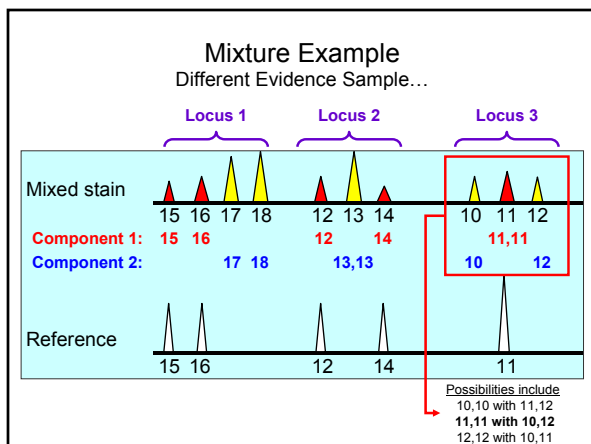 Mixture Example
Different Evidence Sample…
Locus 1 Locus 2 Locus 3
Mixed stain
15 16 17 18 12 13 14 10 11 12
Component 1: 15 16 12 14 11,11
Component 2: 17 18 13,13 10 12
Reference
15 16 12 14 11
Possibilities include
10,10 with 11,12
11,11 with 10,12
12,12 with 10,11